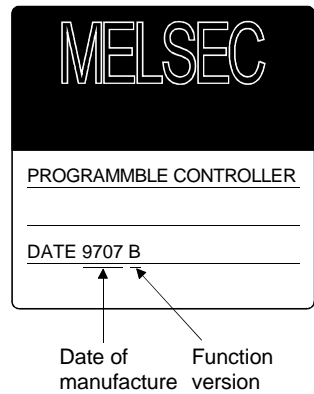 MELSEC
PROGRAMMBLE CONTROLLER
DATE 9707 B
Date of manufacture
Function version